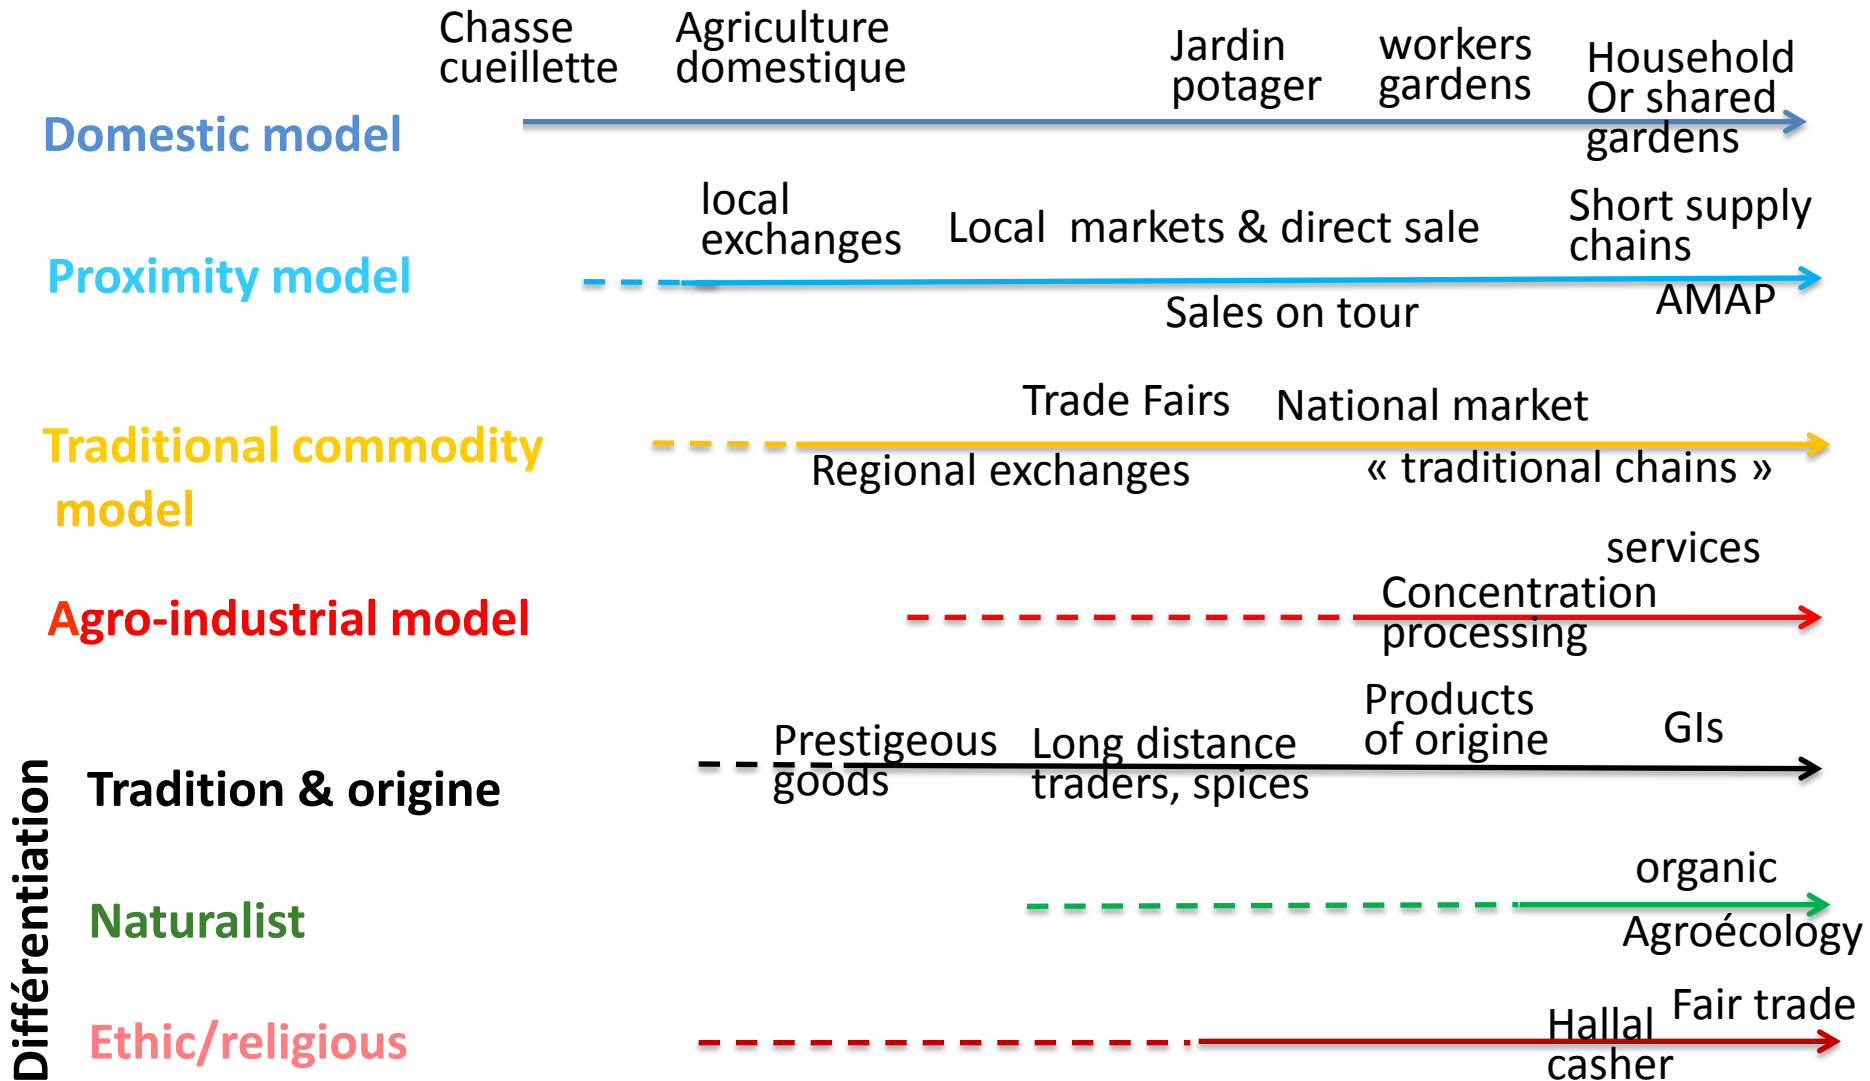 Chasse
cueillette
Agriculture
domestique
Jardin
potager
workers
gardens
Household
Or shared
gardens
Domestic model
local
exchanges
Local markets & direct sale
Short supply
chains
Proximity model
Sales on tour
AMAP
Trade Fairs
National market
Traditional commodity
model
Regional exchanges
« traditional chains »
services
Agro-industrial model
Concentration
processing
Différentiation
Tradition & origine
Prestigeous
goods
Long distance
traders, spices
Products
of origine
GIs
Naturalist
organic
Agroécology
Ethic/religious
Hallal
casher
Fair trade